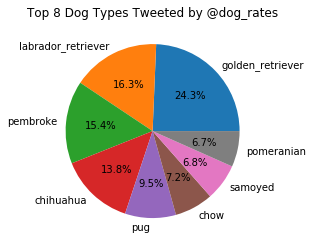 Top 8 Dog Types Tweeted by @dog_rates
labrador_retriever
golden_retriever
16.3%
24.3%
pembroke
15.4%
6.7%
pomeranian
13.8%
6.8%
samoyed
9.5%
7.2%
chihuahua
chow
pug